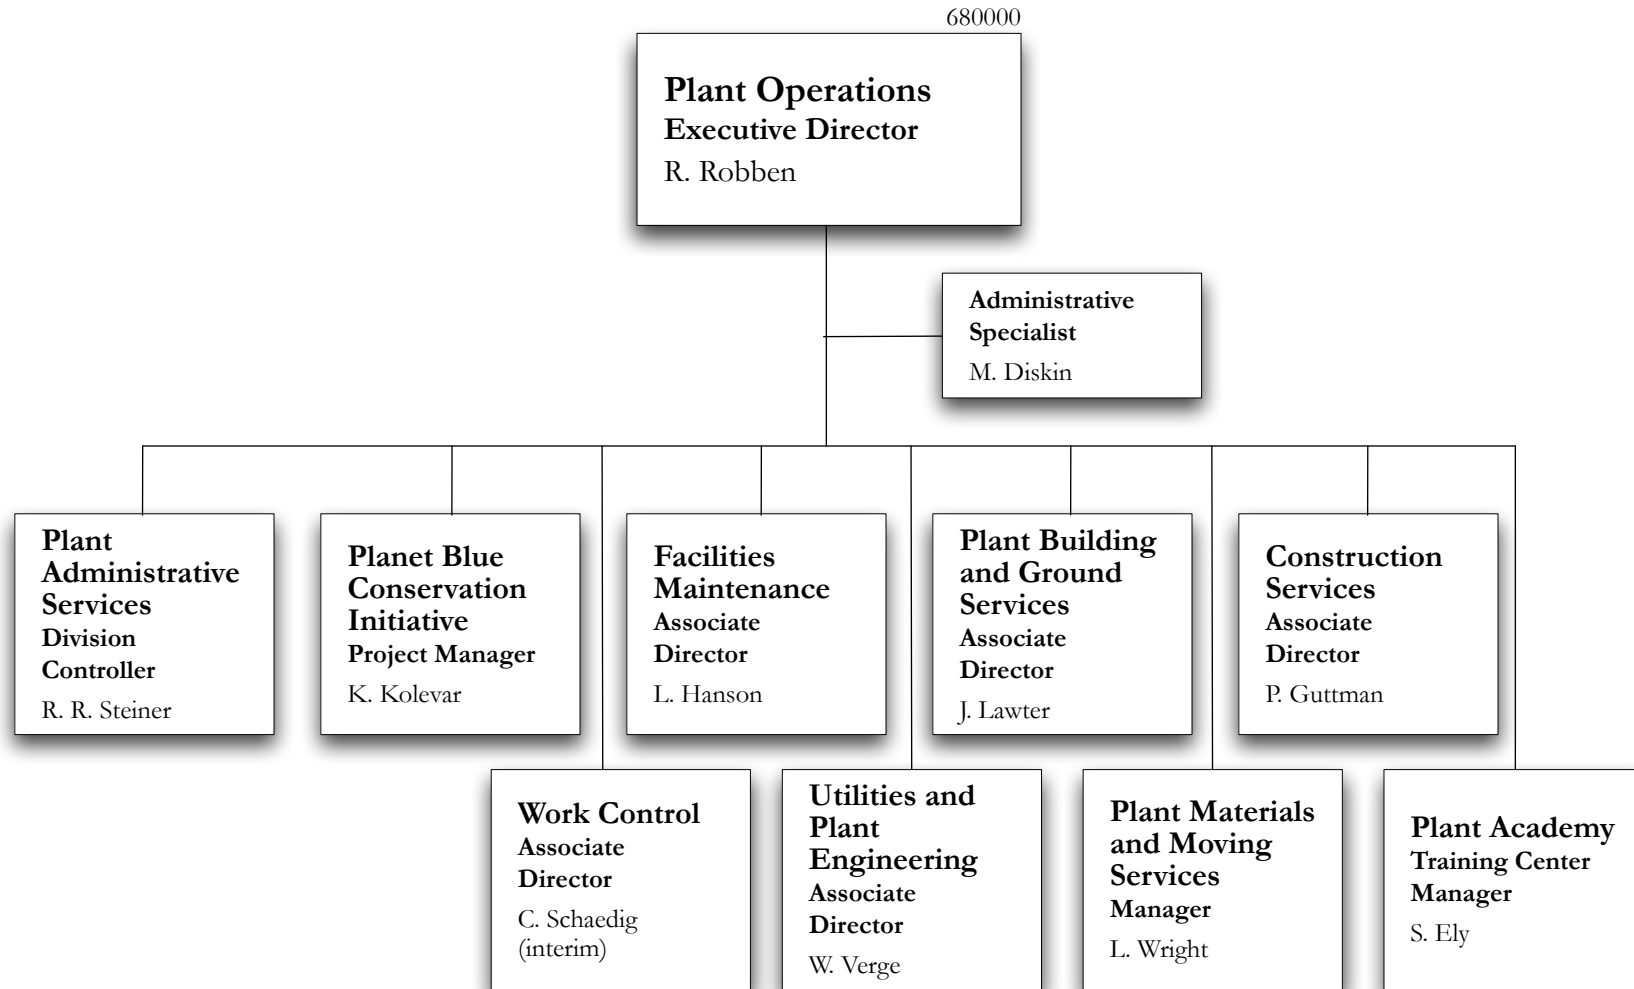 680000
Plant Operations
Executive Director
R. Robben
Administrative
Specialist
M. Diskin
Plant
Administrative
Services
Division
Controller
R. R. Steiner
Planet Blue
Conservation
Initiative
Project Manager
K. Kolevar
Facilities
Maintenance
Associate
Director
L. Hanson
Plant Building
and Ground
Services
Associate
Director
J. Lawter
Construction
Services
Associate
Director
P. Guttman
Work Control
Associate
Director
C. Schaedig
(interim)
Utilities and
Plant
Engineering
Associate
Director
W. Verge
Plant Materials
and Moving
Services
Manager
L. Wright
Plant Academy
Training Center
Manager
S. Ely